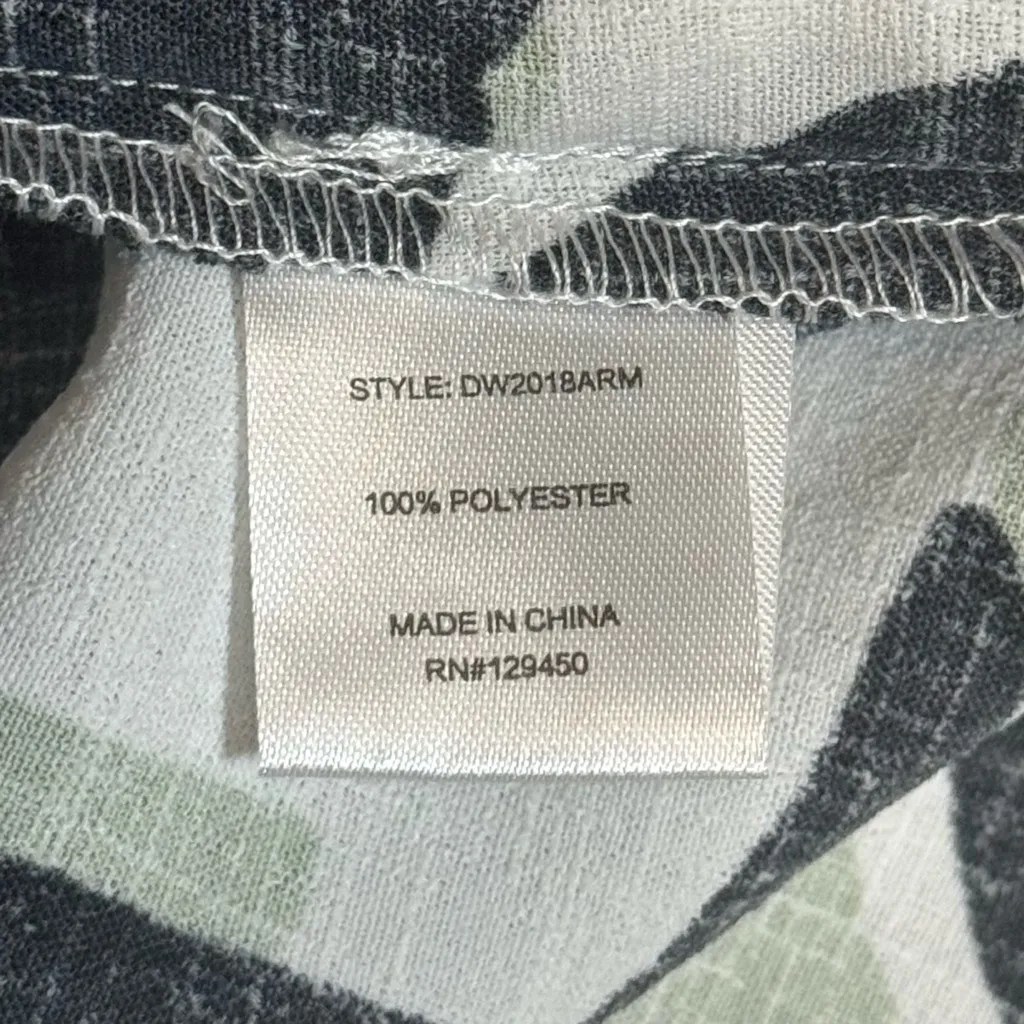 STYLE: DW2018ARM
100% POLYESTER
MADE IN CHINA
RN#129450